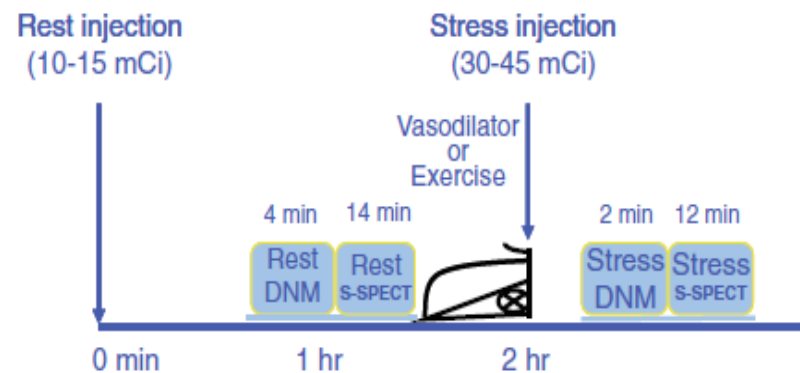 Rest injection
(10-15 mCi)
Stress injection
(30-45 mCi)
Vasodilator
or
Exercise
4 min
14 min
2 min
12 min
Rest
DNM
Rest
S-SPECT
Stress
DNM
Stress
S-SPECT
0 min
1 hr
2 hr